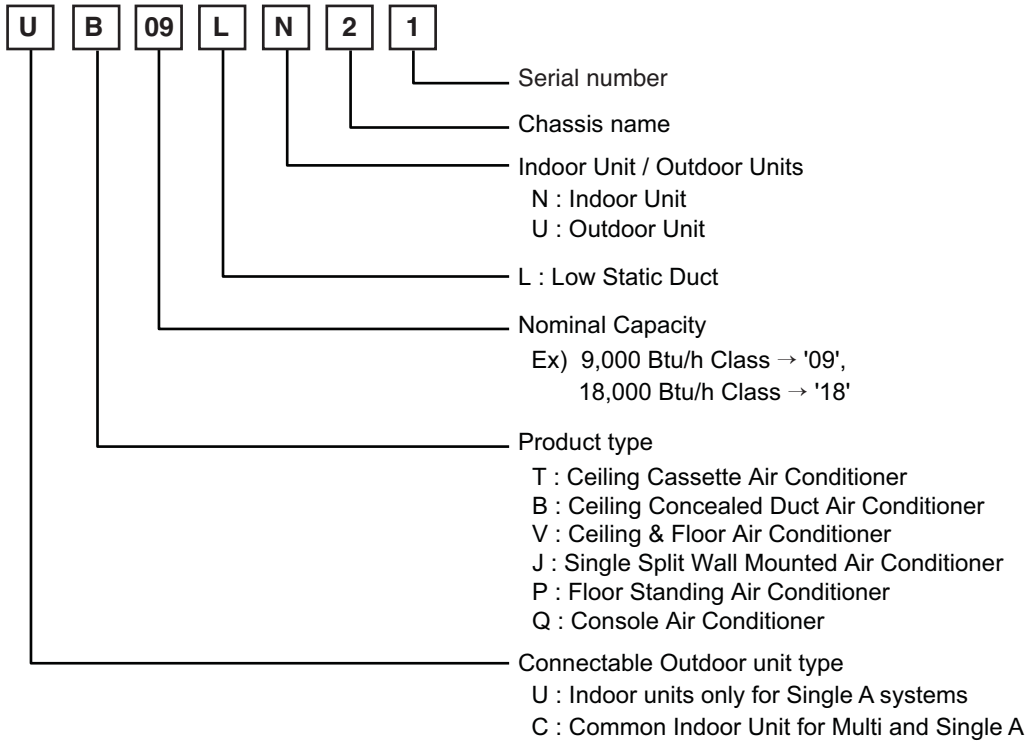 U B 09 L N 2 1
Serial number
Chassis name
Indoor Unit / Outdoor Units
N : Indoor Unit
U : Outdoor Unit
L : Low Static Duct
Nominal Capacity
Ex) 9,000 Btu/h Class → '09',
18,000 Btu/h Class → '18'
Product type
T : Ceiling Cassette Air Conditioner
B : Ceiling Concealed Duct Air Conditioner
V : Ceiling & Floor Air Conditioner
J : Single Split Wall Mounted Air Conditioner
P : Floor Standing Air Conditioner
Q : Console Air Conditioner
Connectable Outdoor unit type
U : Indoor units only for Single A systems
C : Common Indoor Unit for Multi and Single A